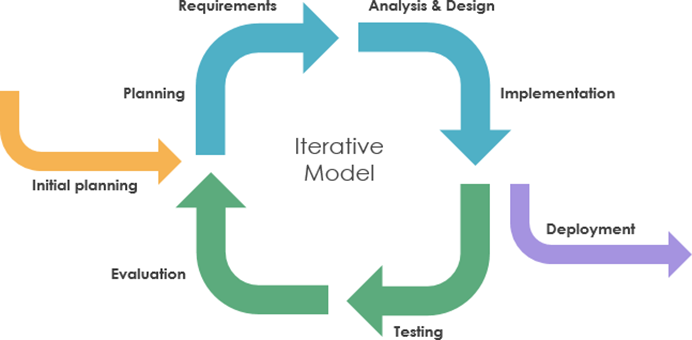 Requirements
Analysis & Design
Planning
Implementation
Iterative
Model
Initial planning
Deployment
Evaluation
Testing